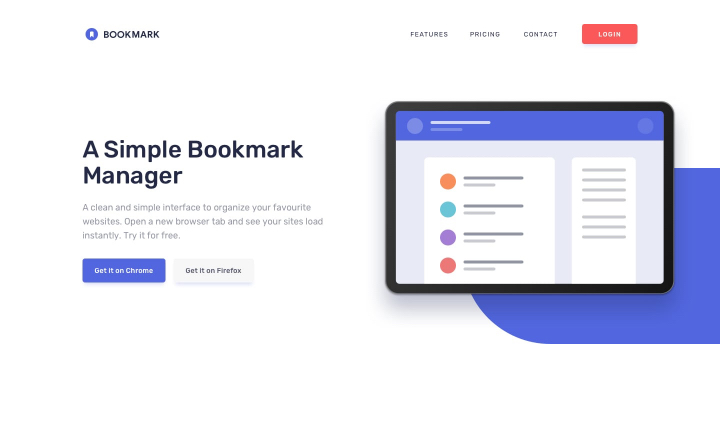 BOOKMARK
FEATURES
PRICING
CONTACT
LOGIN
A Simple Bookmark
Manager
A clean and simple interface to organize your favourite
websites. Open a new browser tab and see your sites load
instantly. Try it for free.
Get it on Chrome
Get it on Firefox